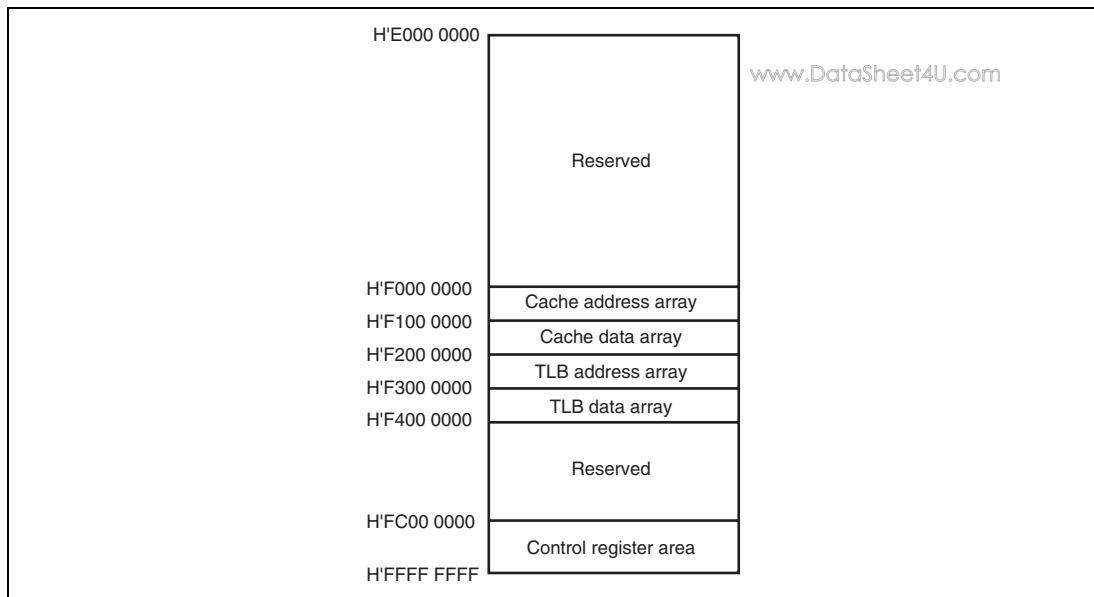 H'E000 0000
www.DataSheet4U.com
Reserved
H'F000 0000
Cache address array
H'F100 0000
Cache data array
H'F200 0000
TLB address array
H'F300 0000
TLB data array
H'F400 0000
Reserved
H'FC00 0000
Control register area
H'FFFF FFFF